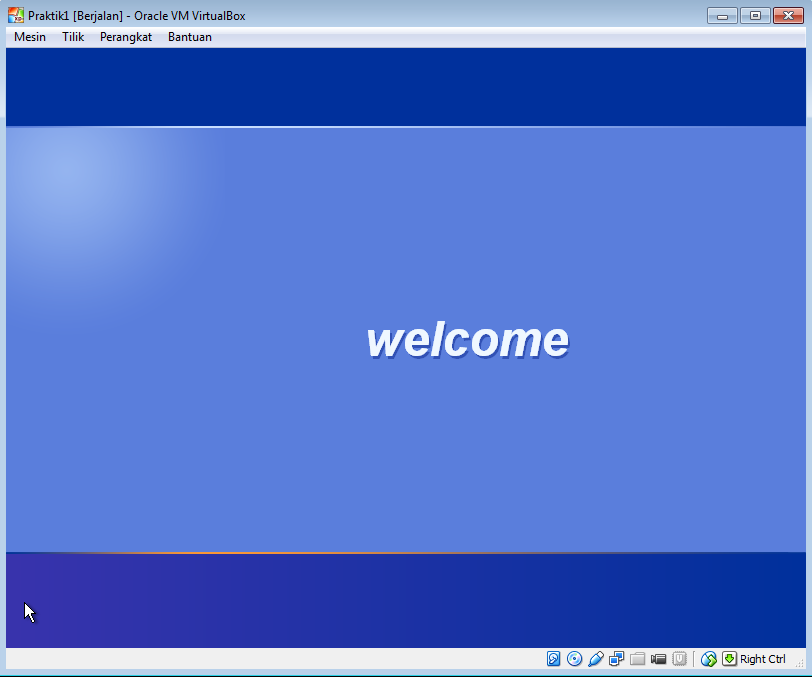 Praktik1 [Berjalan] - Oracle VM VirtualBox
Mesin Tilik Perangkat Bantuan
welcome
Right Ctrl